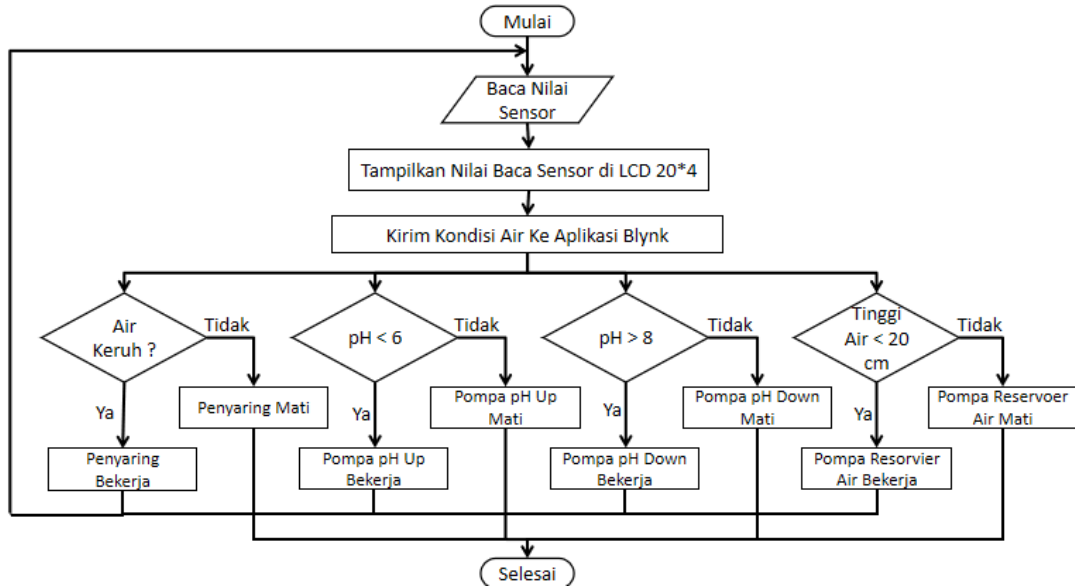 Mulai
Baca Nilai
Sensor
Tampilkan Nilai Baca Sensor di LCD 20*4
Kirim Kondisi Air Ke Aplikasi Blynk
Air
Keruh ?
Tidak
pH < 6
Tidak
pH > 8
Tidak
Tinggi
Air < 20
cm
Tidak
Ya
Penyaring Mati
Ya
Pompa pH Up
Mati
Ya
Pompa pH Down
Mati
Ya
Pompa Reservoer
Air Mati
Penyaring
Bekerja
Pompa pH Up
Bekerja
Pompa pH Down
Bekerja
Pompa Resorvier
Air Bekerja
Selesai